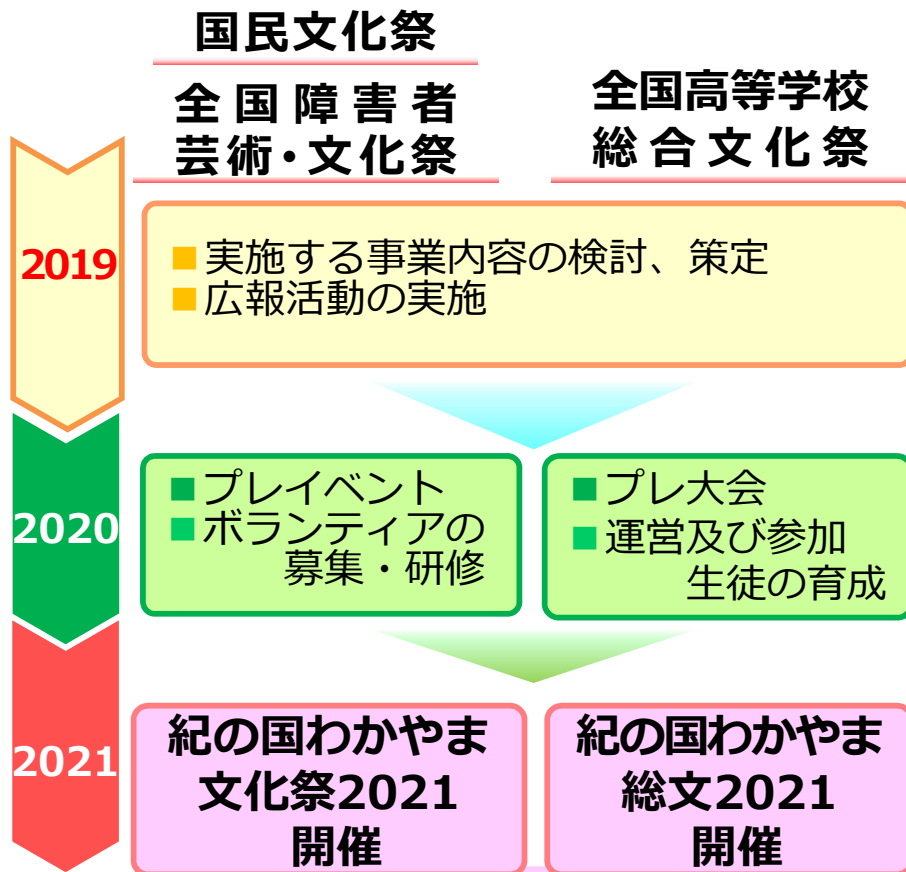 国民文化祭
全国障害者
芸術・文化祭
全国高等学校
総合文化祭
2019
■実施する事業内容の検討、策定
■広報活動の実施
2020
■プレイベント
■ボランティアの
募集・研修
■プレ大会
■運営及び参加
生徒の育成
2021
紀の国わかやま
文化祭2021
開催
紀の国わかやま
総文2021
開催